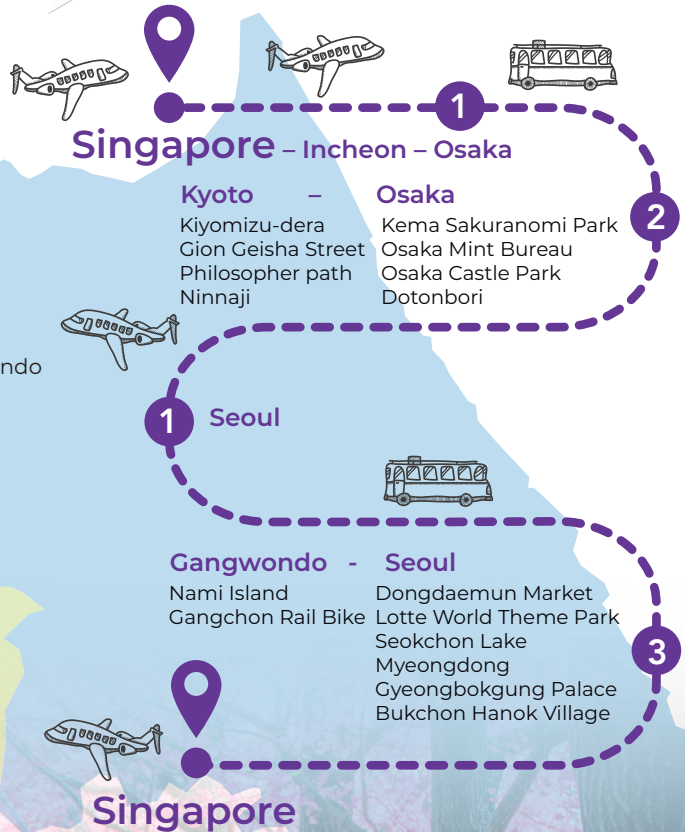 1
Singapore – Incheon – Osaka
Kyoto – Osaka
2
Kiyomizu-dera Kema Sakuranomi Park
Gion Geisha Street Osaka Mint Bureau
Philosopher path Osaka Castle Park
Ninnaji Dotonbori
ndo
1 Seoul
Gangwondo - Seoul
Nami Island Dongdaemun Market
Gangchon Rail Bike Lotte World Theme Park
Seokchon Lake
3
Myeongdong
Gyeongbokgung Palace
Bukchon Hanok Village
Singapore